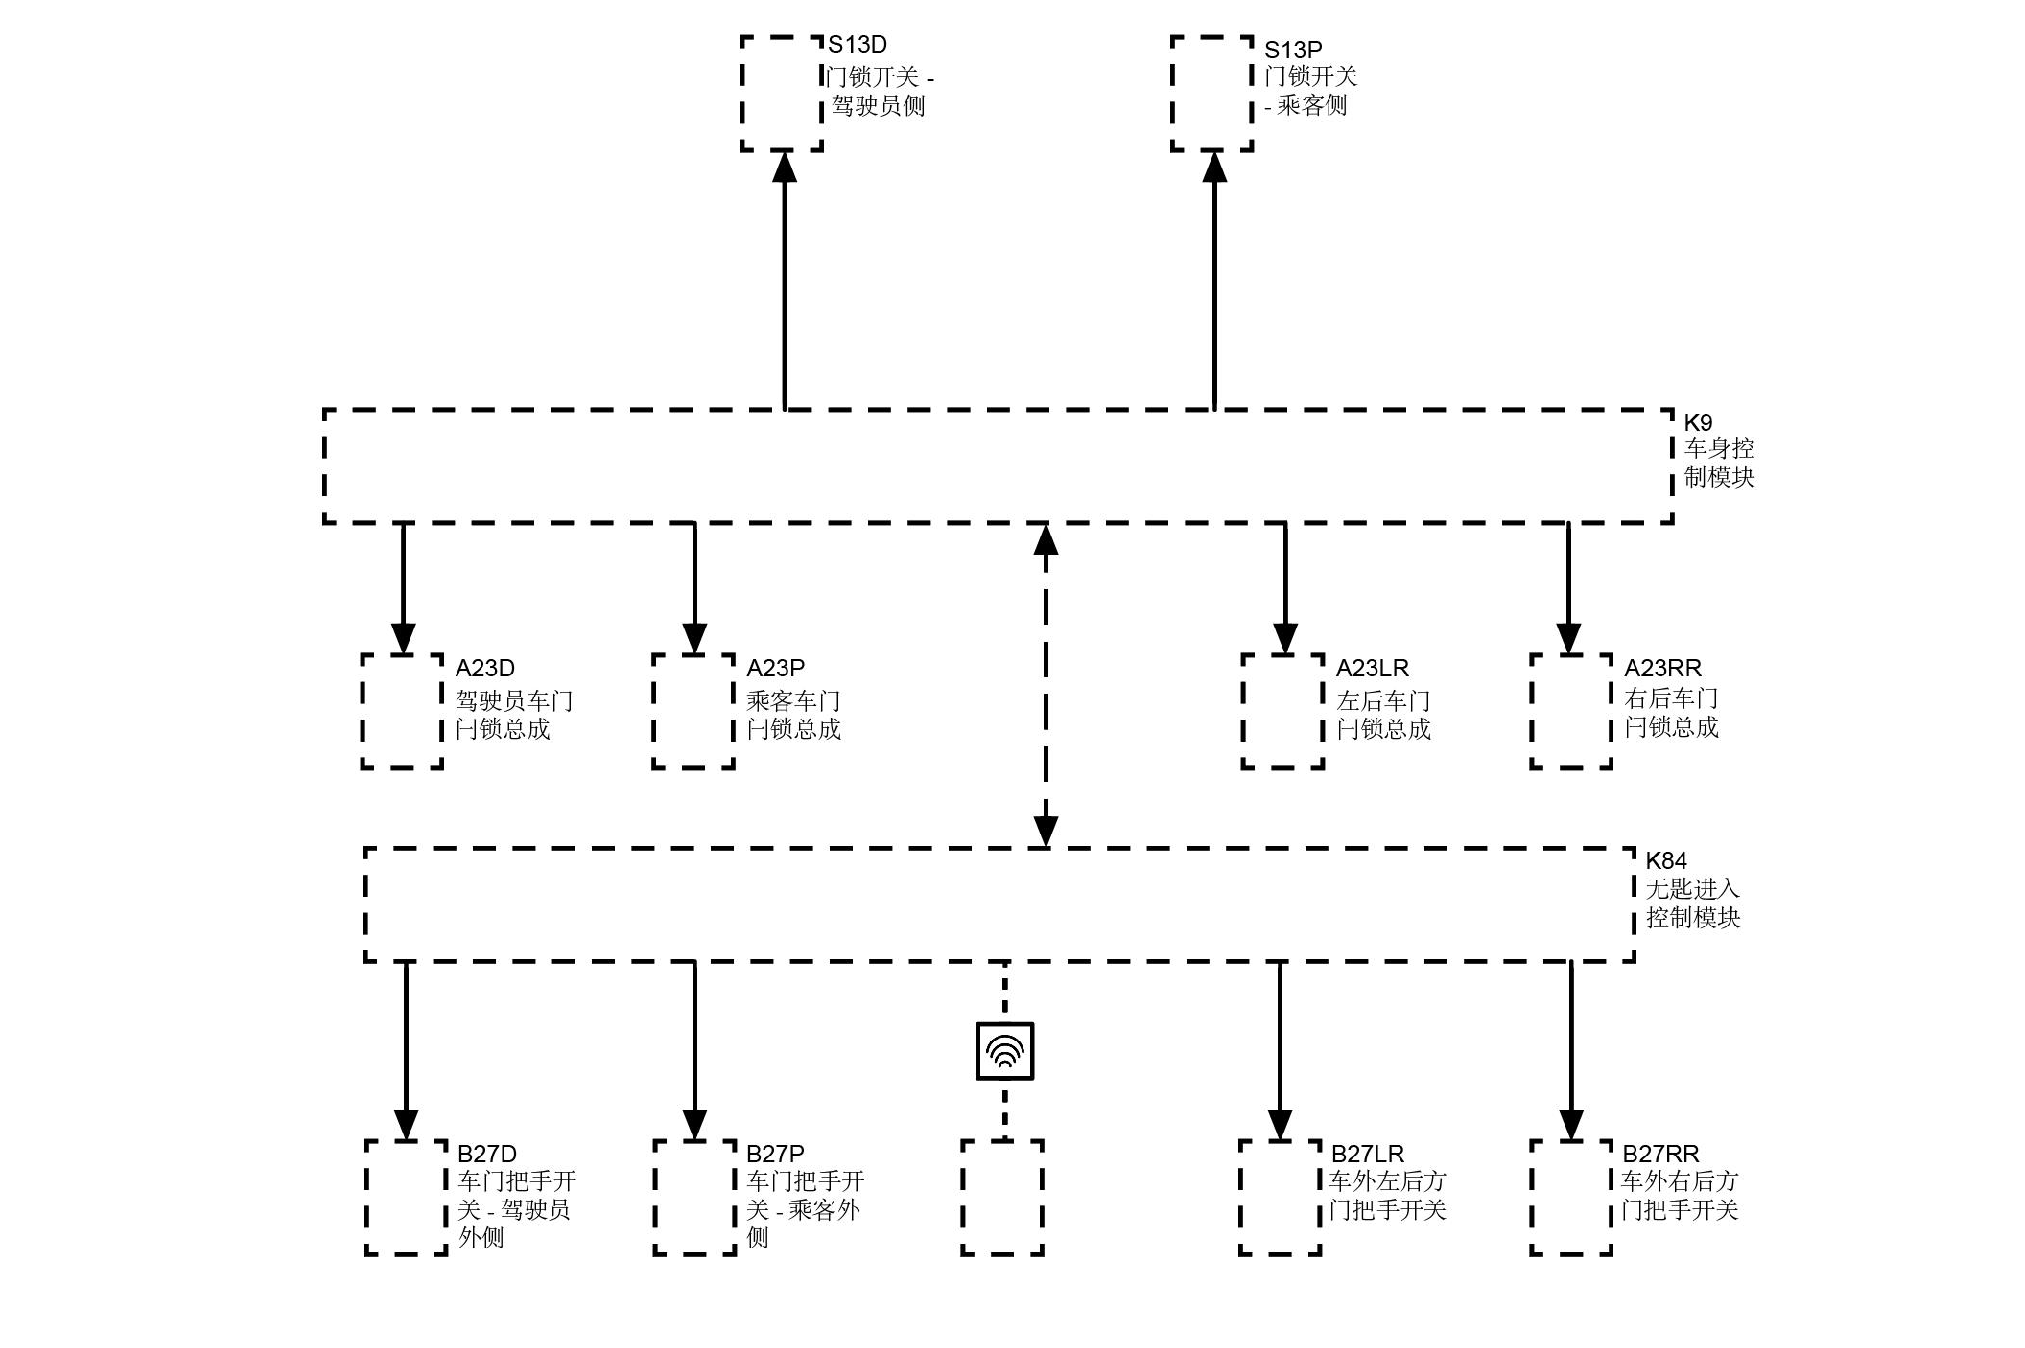 S13D
门锁开关 -
驾驶员侧
S13P
门锁开关
- 乘客侧
K9
车身控
制模块
A23D
驾驶员车门
闩锁总成
A23P
乘客车门
闩锁总成
A23LR
左后车门
闩锁总成
A23RR
右后车门
闩锁总成
K84
无匙进入
控制模块
B27D
车门把手开
关 - 驾驶员
外侧
B27P
车门把手开
关 - 乘客外
侧
B27LR
车外左后方
门把手开关
B27RR
车外右后方
门把手开关